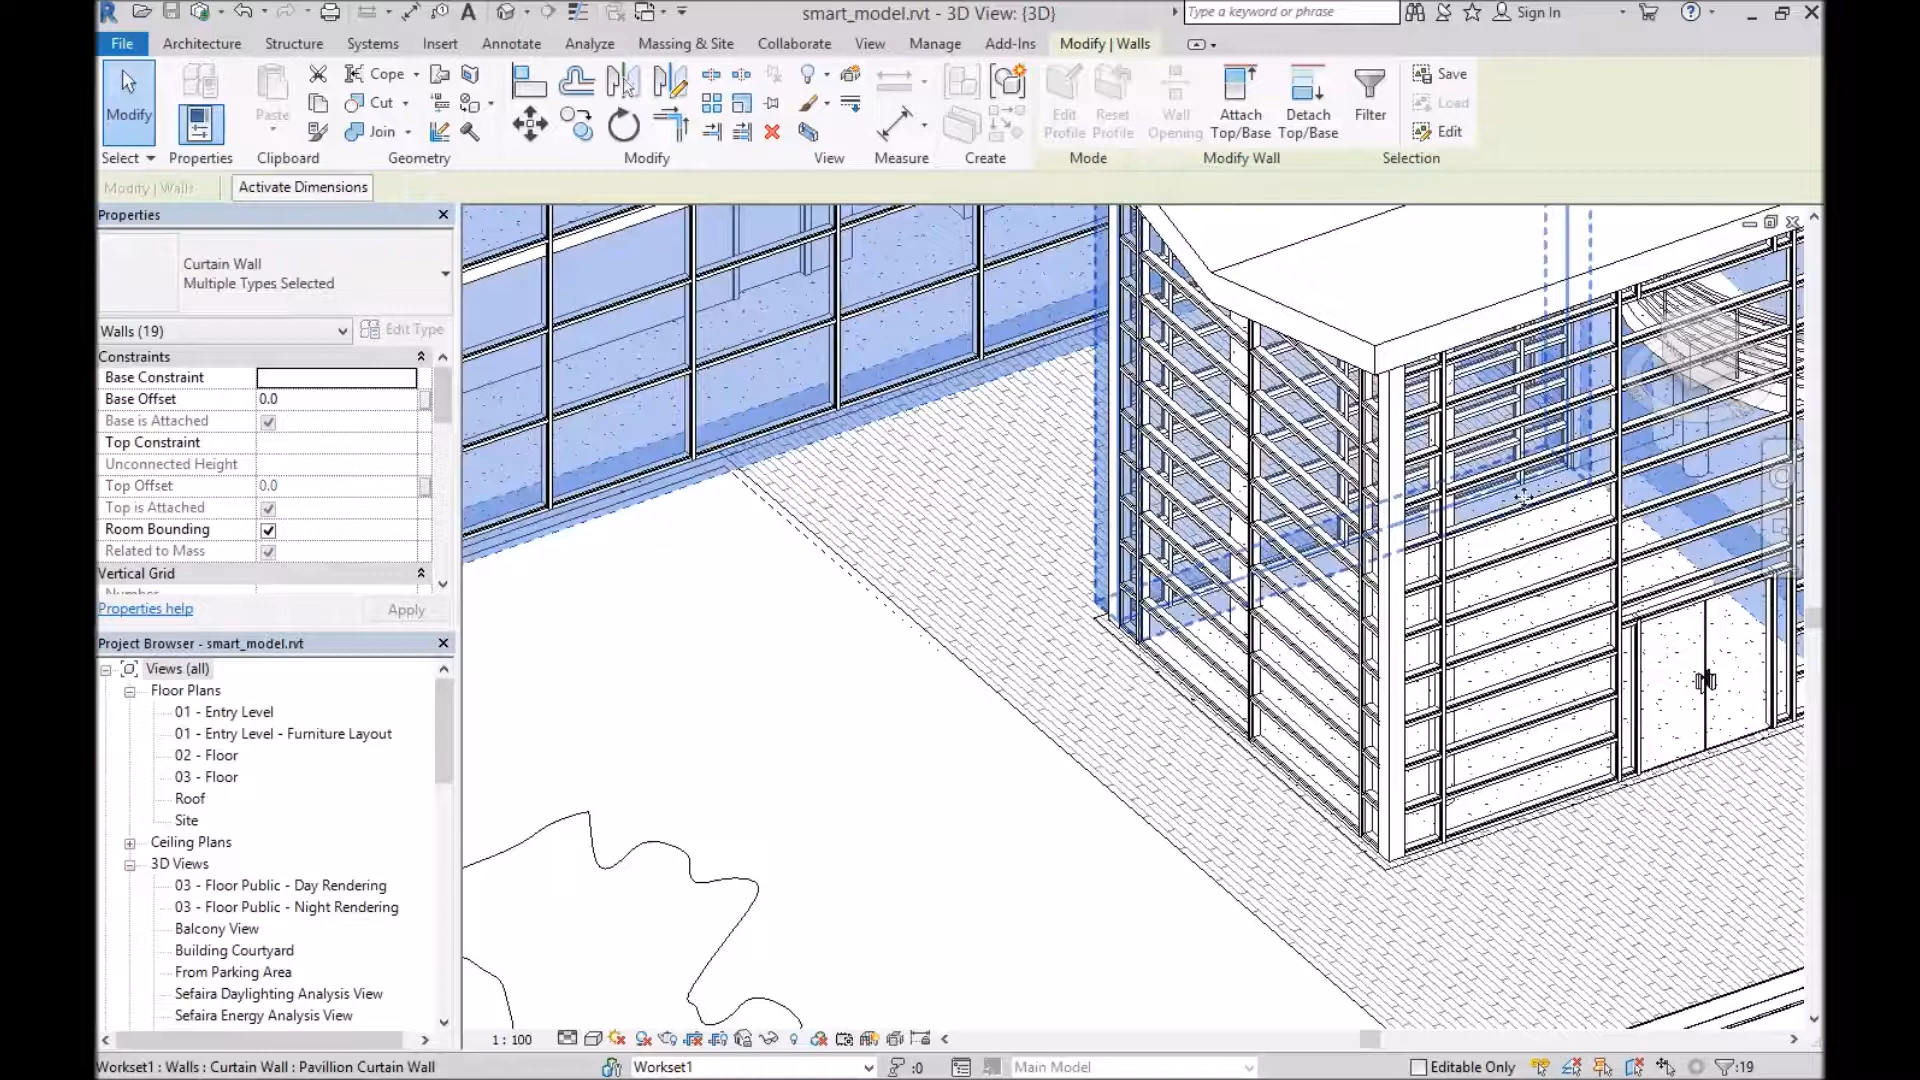 smart_model.rvt - 3D View: {3D}
Type a keyword or phrase
Sign In
File Architecture Structure Systems Insert Annotate Analyze Massing & Site Collaborate View Manage Add-Ins Modify | Walls
Modify
Paste
Cope
Cut
Join
Edit Profile
Reset Profile
Wall Opening
Attach Top/Base
Detach Top/Base
Filter
Save
Load
Edit
Select Properties Clipboard Geometry Modify View Measure Create Mode Modify Wall Selection
Modify | Walls Activate Dimensions
Properties
Curtain Wall
Multiple Types Selected
Walls (19) Edit Type
Constraints
Base Constraint
Base Offset 0.0
Base is Attached
Top Constraint
Unconnected Height
Top Offset 0.0
Top is Attached
Room Bounding
Related to Mass
Vertical Grid
Number
Properties help Apply
Project Browser - smart_model.rvt
Views (all)
Floor Plans
01 - Entry Level
01 - Entry Level - Furniture Layout
02 - Floor
03 - Floor
Roof
Site
Ceiling Plans
3D Views
03 - Floor Public - Day Rendering
03 - Floor Public - Night Rendering
Balcony View
Building Courtyard
From Parking Area
Sefaira Daylighting Analysis View
Sefaira Energy Analysis View
1 : 100
Workset1 : Walls : Curtain Wall : Pavillion Curtain Wall
Workset1
:0
Main Model
Editable Only
:19